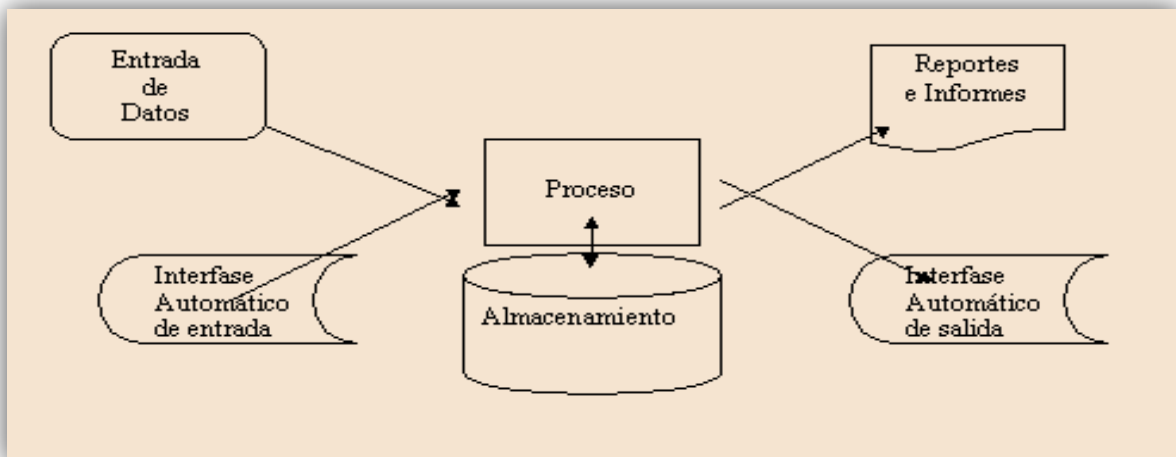 Entrada
de
Datos
Reportes
e Informes
Proceso
Interfase
Automático
de entrada
Almacenamiento
Interfase
Automático
de salida